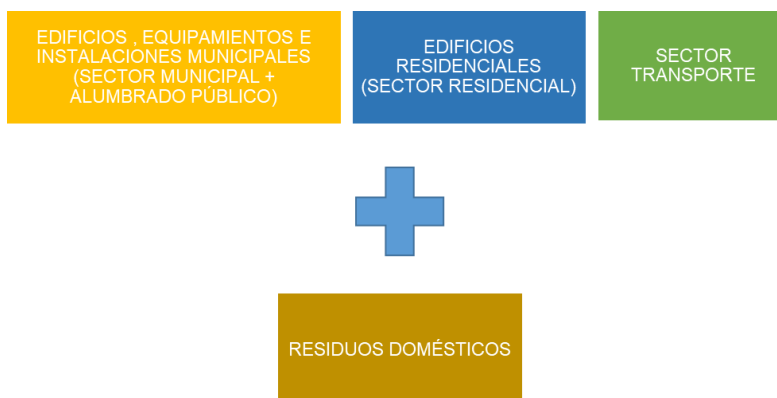 EDIFICIOS , EQUIPAMIENTOS E
INSTALACIONES MUNICIPALES
(SECTOR MUNICIPAL +
ALUMBRADO PÚBLICO)
EDIFICIOS
RESIDENCIALES
(SECTOR RESIDENCIAL)
SECTOR
TRANSPORTE
RESIDUOS DOMÉSTICOS